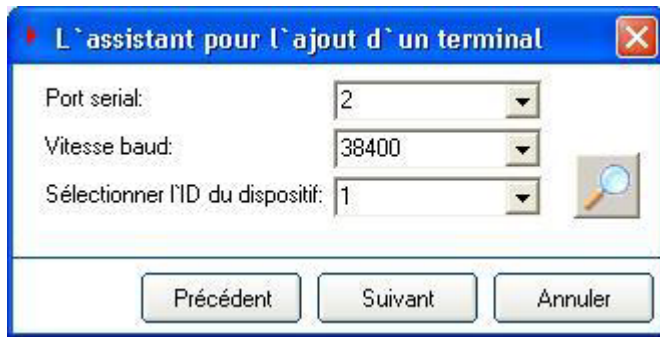 L`assistant pour l`ajout d`un terminal
Port serial: 2
Vitesse baud: 38400
Sélectionner l'ID du dispositif: 1
Précédent Suivant Annuler